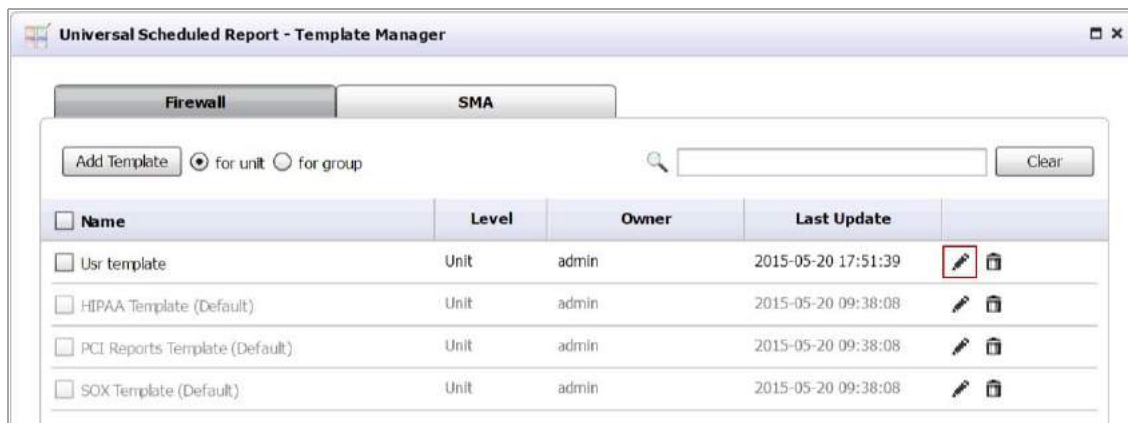 Universal Scheduled Report - Template Manager
Firewall SMA
Add Template for unit for group Clear
Name Level Owner Last Update
Usr template Unit admin 2015-05-20 17:51:39
HIPAA Template (Default) Unit admin 2015-05-20 09:38:08
PCI Reports Template (Default) Unit admin 2015-05-20 09:38:08
SOX Template (Default) Unit admin 2015-05-20 09:38:08